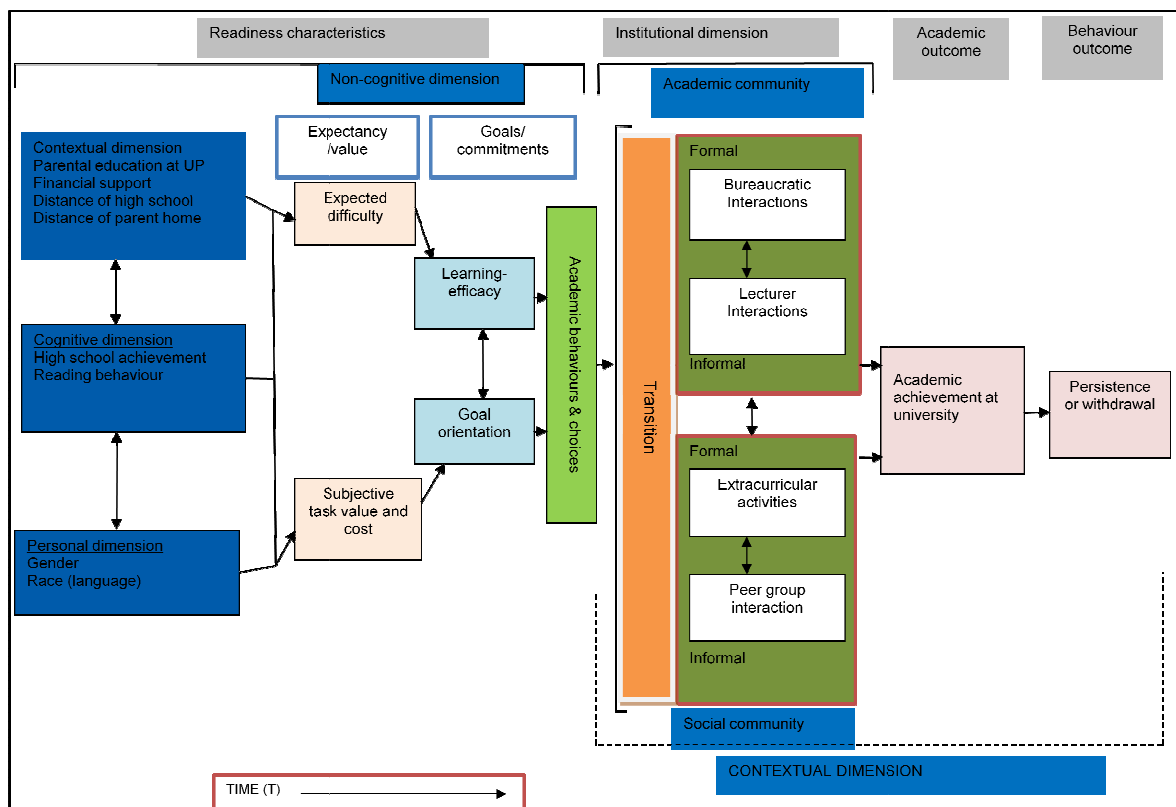 Readiness characteristics
Institutional dimension
Academic
outcome
Behaviour
outcome
Non-cognitive dimension
Academic community
Expectancy
/value
Goals/
commitments
Contextual dimension
Parental education at UP
Financial support
Distance of high school
Distance of parent home
Expected
difficulty
Learning-
efficacy
Cognitive dimension
High school achievement
Reading behaviour
Goal
orientation
Subjective
task value and
cost
Personal dimension
Gender
Race (language)
Academic behaviours & choices
Transition
Formal
Bureaucratic
Interactions
Lecturer
Interactions
Informal
Formal
Extracurricular
activities
Peer group
interaction
Informal
Social community
Academic
achievement at
university
Persistence
or withdrawal
CONTEXTUAL DIMENSION
TIME (T)